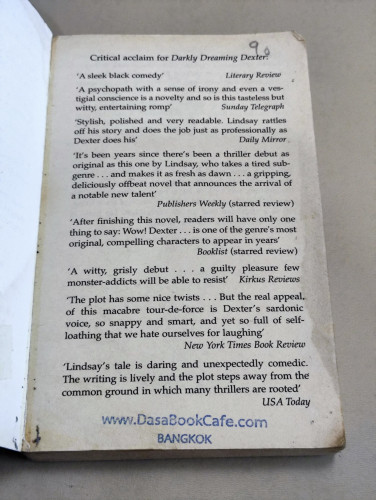 90
Critical acclaim for Darkly Dreaming Dexter:
‘A sleek black comedy’ Literary Review
‘A psychopath with a sense of irony and even a ves-
tigial conscience is a novelty and so is this tasteless but
witty, entertaining romp’ Sunday Telegraph
‘Stylish, polished and very readable. Lindsay rattles
off his story and does the job just as professionally as
Dexter does his’ Daily Mirror
‘It’s been years since there’s been a thriller debut as
original as this one by Lindsay, who takes a tired sub-
genre . . . and makes it as fresh as dawn . . . a gripping,
deliciously offbeat novel that announces the arrival of
a notable new talent’
Publishers Weekly (starred review)
‘After finishing this novel, readers will have only one
thing to say: Wow! Dexter . . . is one of the genre’s most
original, compelling characters to appear in years’
Booklist (starred review)
‘A witty, grisly debut . . . a guilty pleasure few
monster-addicts will be able to resist’ Kirkus Reviews
‘The plot has some nice twists . . . But the real appeal
of this macabre tour-de-force is Dexter’s sardonic
voice, so snappy and smart, and yet so full of self-
loathing that we hate ourselves for laughing’
New York Times Book Review
‘Lindsay’s tale is daring and unexpectedly comedic.
The writing is lively and the plot steps away from the
common ground in which many thrillers are rooted’
USA Today
www.DasaBookCafe.com
BANGKOK